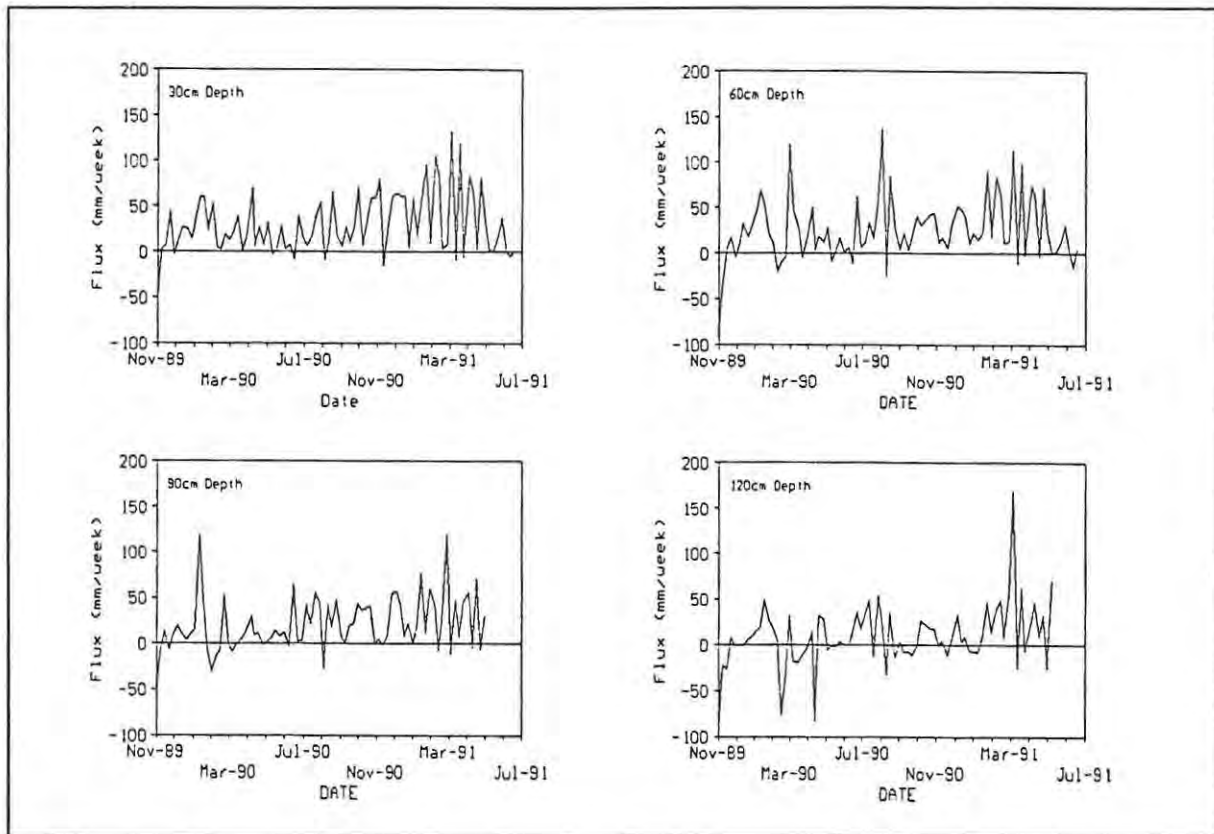 200
150
100
50
0
-50
-100
Flux (mm/week)
30cm Depth
Nov-89 Jul-90 Mar-91
Mar-90 Nov-90 Jul-91
Date
200
150
100
50
0
-50
-100
Flux (mm/week)
60cm Depth
Nov-89 Jul-90 Mar-91
Mar-90 Nov-90 Jul-91
DATE
200
150
100
50
0
-50
-100
Flux (mm/week)
90cm Depth
Nov-89 Jul-90 Mar-91
Mar-90 Nov-90 Jul-91
DATE
200
150
100
50
0
-50
-100
Flux (mm/week)
120cm Depth
Nov-89 Jul-90 Mar-91
Mar-90 Nov-90 Jul-91
DATE